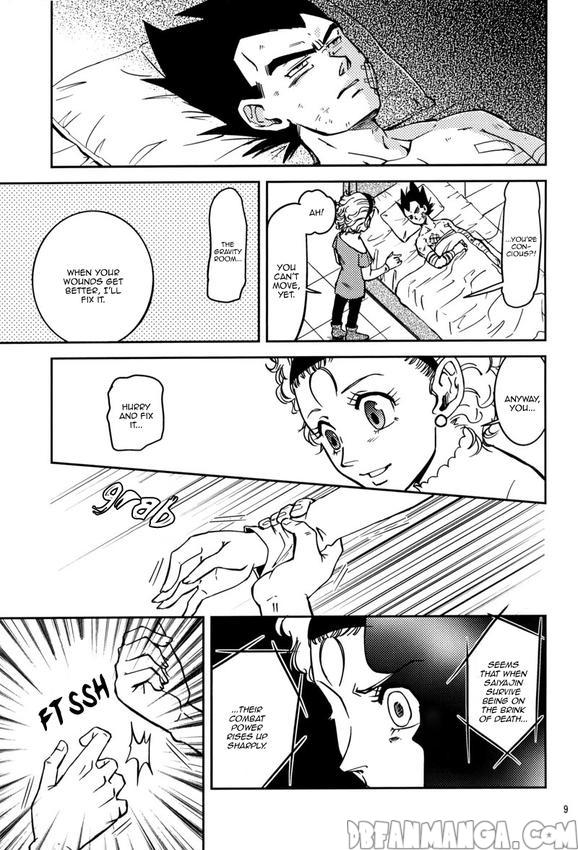 ...YOU'RE
CON-
CIOUS?!
AH!
YOU
CAN'T
MOVE,
YET.
THE
GRAVITY
ROOM...
WHEN YOUR
WOUNDS GET
BETTER, I'LL
FIX IT.
ANYWAY,
YOU...
HURRY
AND FIX
IT...
grab
SEEMS
THAT WHEN
SAIYAJIN
SURVIVE
BEING ON
THE BRINK
OF DEATH...
...THEIR
COMBAT
POWER
RISES UP
SHARPLY.
FTSSH
9
DBFANMANGA.COM